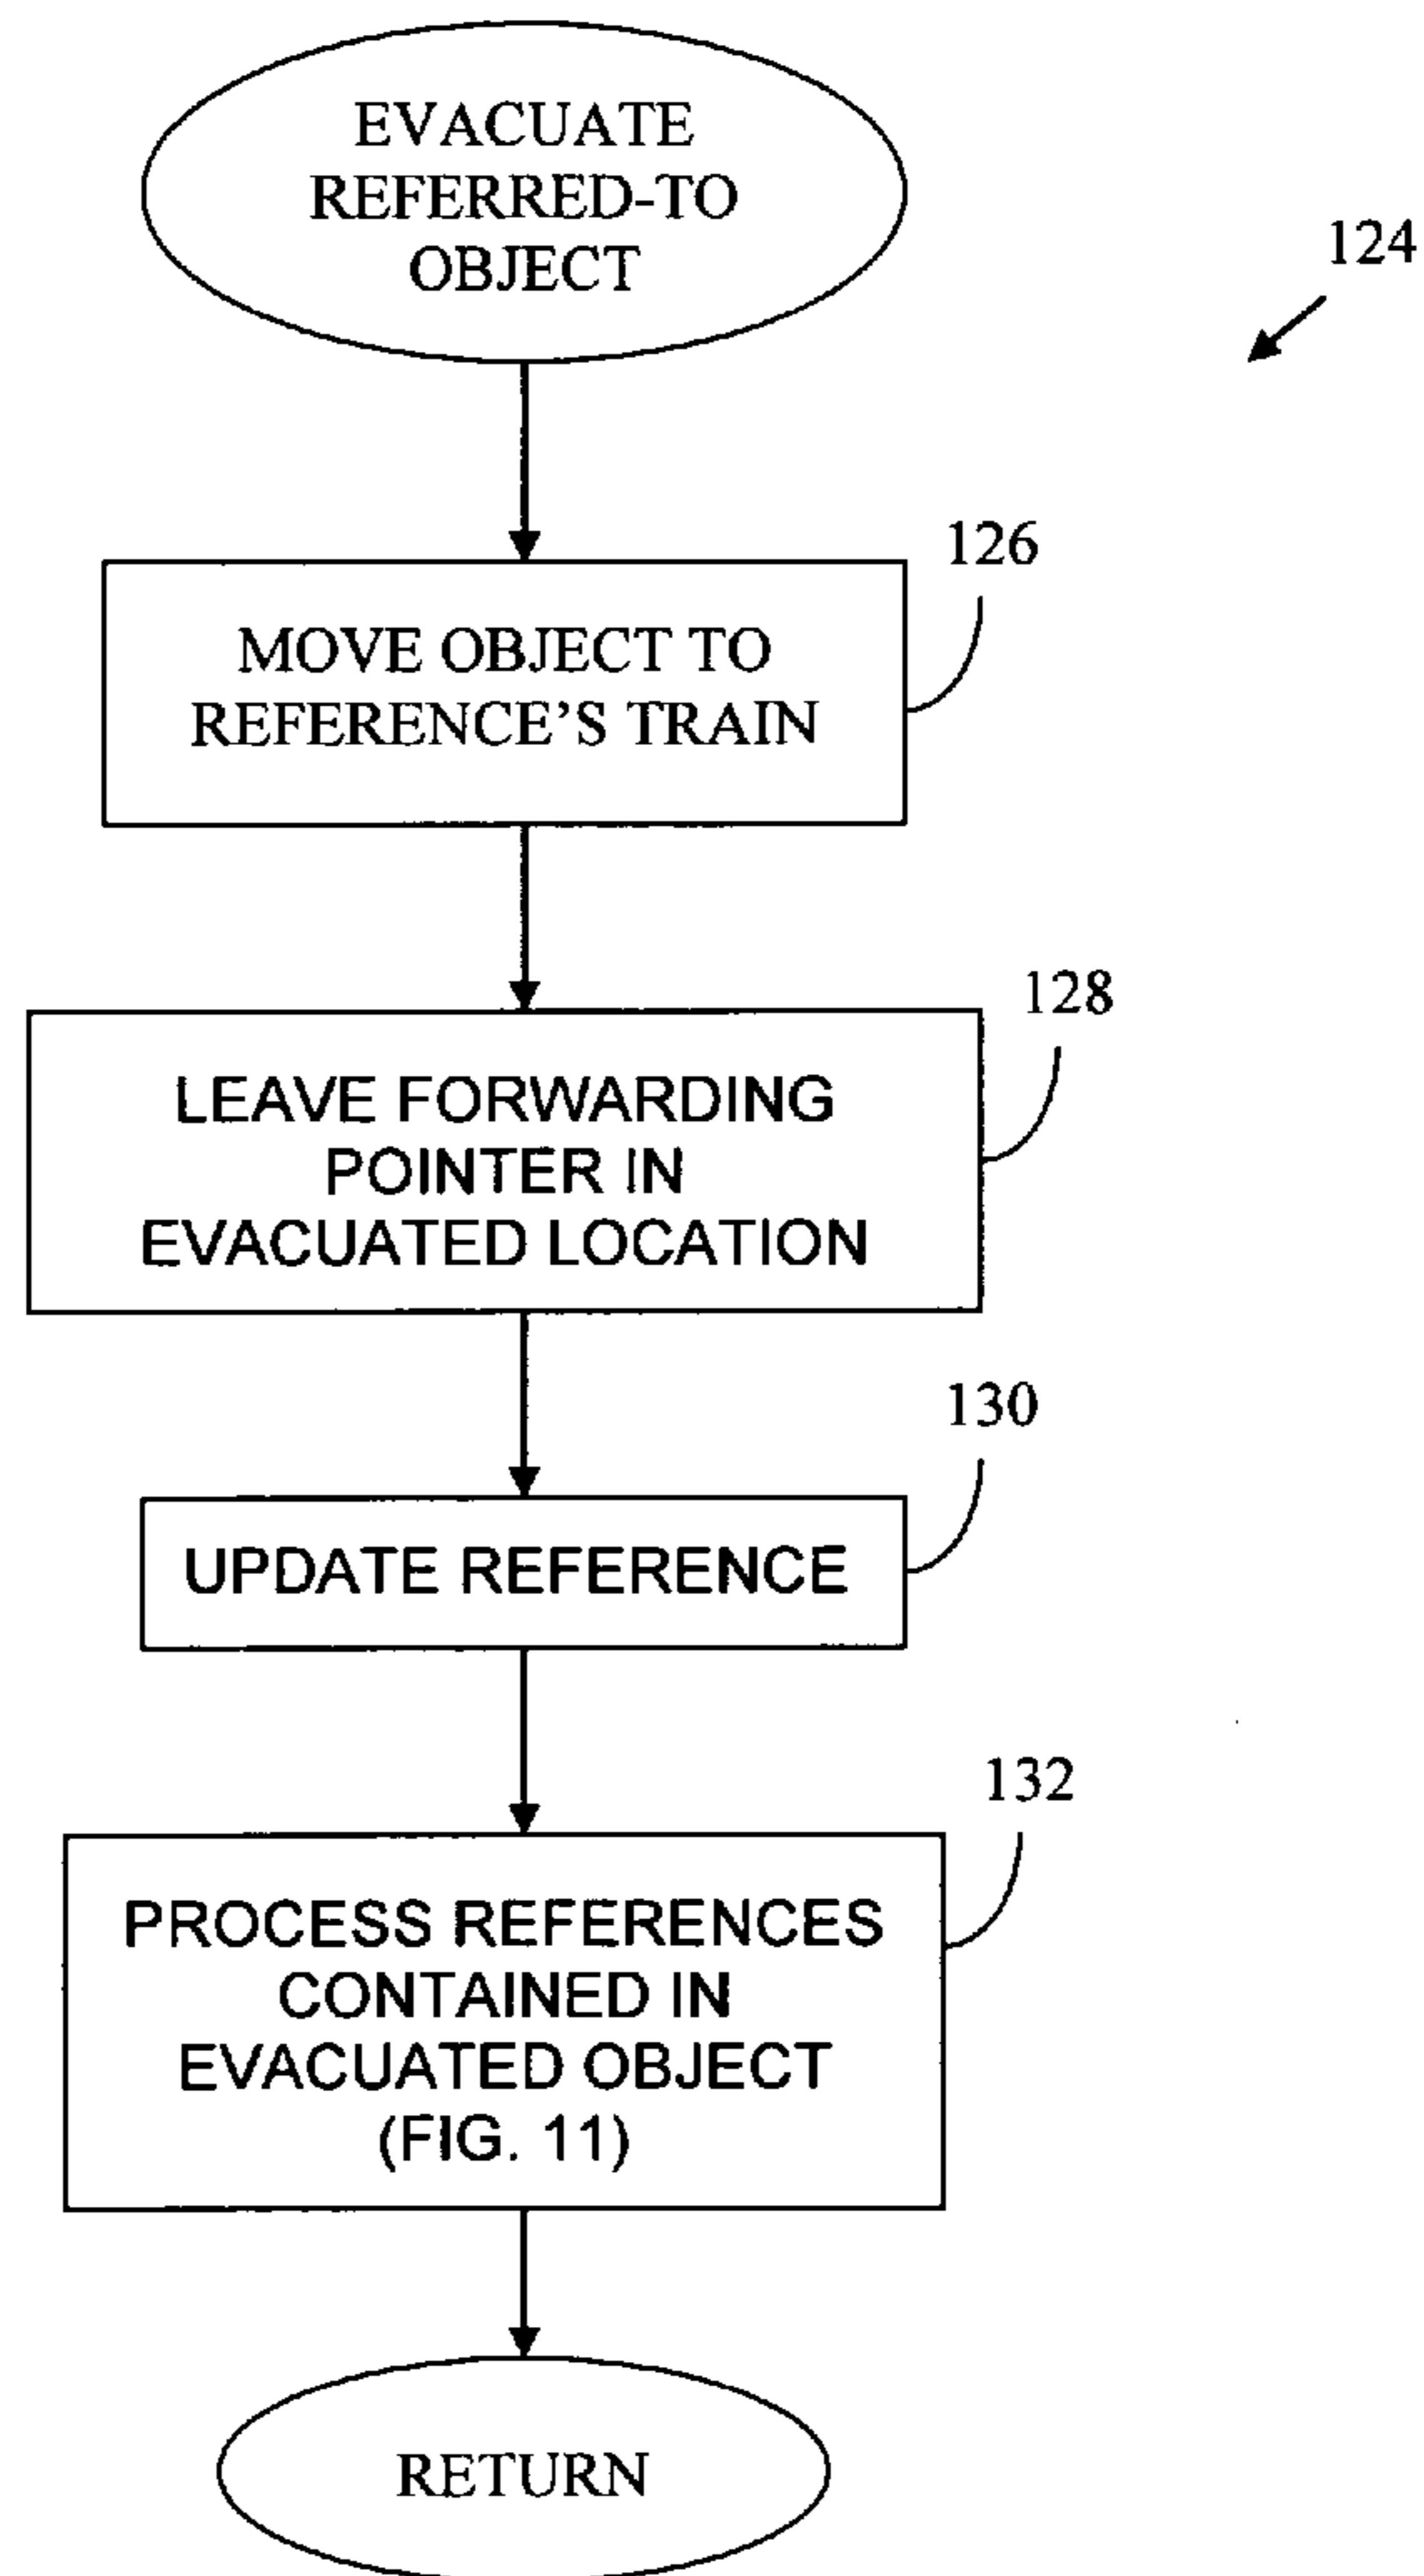 EVACUATE
REFERRED-TO
OBJECT
124
126
MOVE OBJECT TO
REFERENCE’S TRAIN
128
LEAVE FORWARDING
POINTER IN
EVACUATED LOCATION
130
UPDATE REFERENCE
132
PROCESS REFERENCES
CONTAINED IN
EVACUATED OBJECT
(FIG. 11)
RETURN